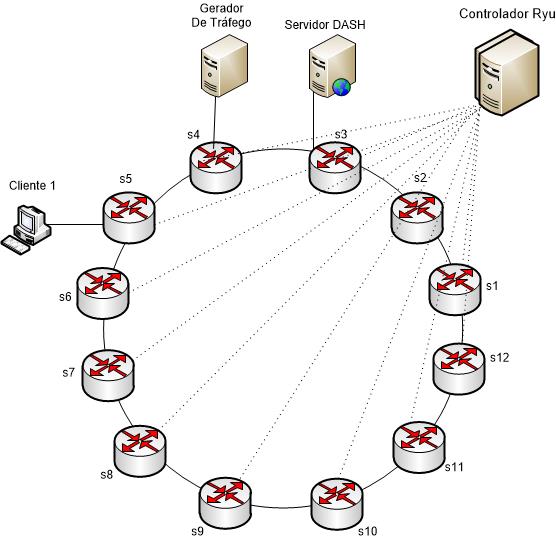 Gerador
De Tráfego
Servidor DASH
Controlador Ryu
s4
s3
s5
s2
Cliente 1
s6
s1
s7
s12
s8
s11
s9
s10